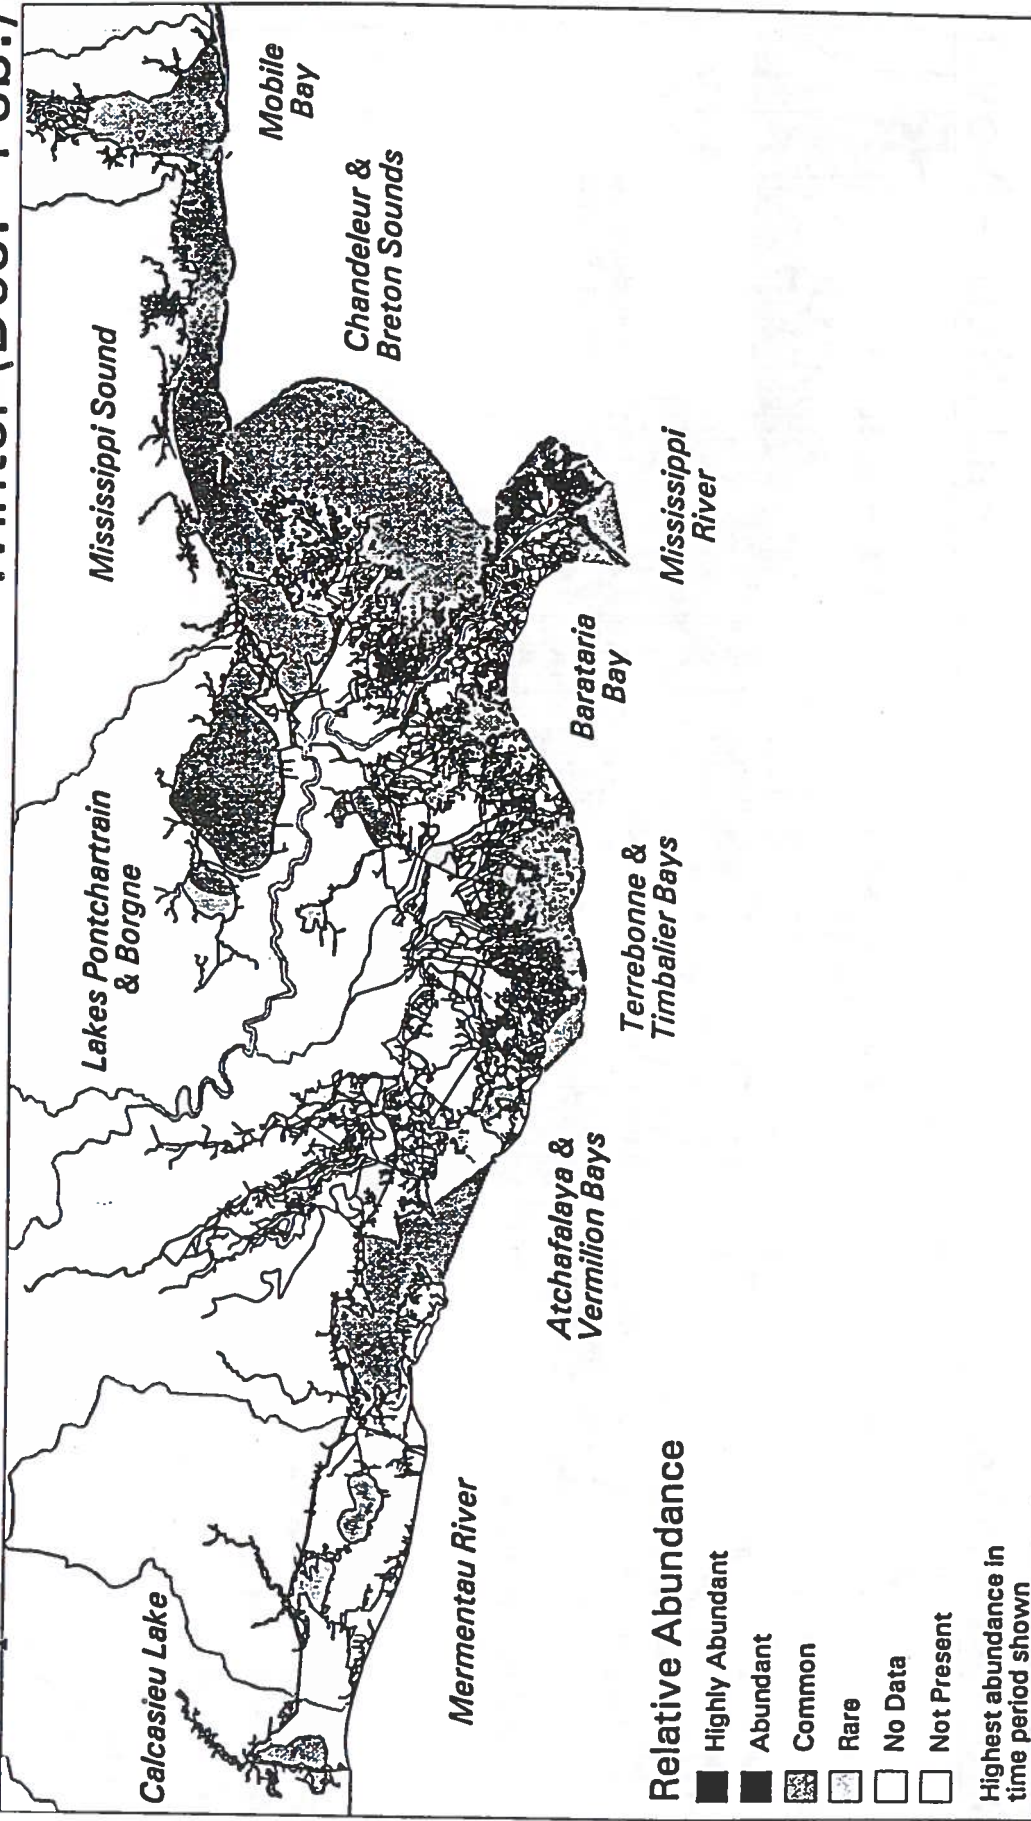 Mobile
Bay
Chandeleur &
Breton Sounds
Mississippi Sound
Mississippi
River
Barataria
Bay
Lakes Pontchartrain
& Borgne
Terrebonne &
Timbalier Bays
Atchafalaya &
Vermilion Bays
Mermentau River
Calcasieu Lake
Relative Abundance
Highly Abundant
Abundant
Common
Rare
No Data
Not Present
Highest abundance in
time period shown